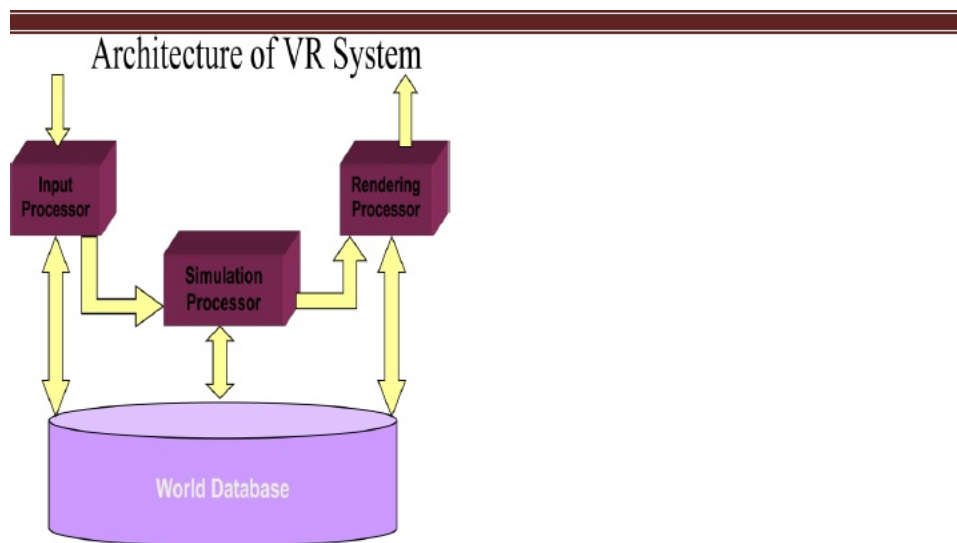 Architecture of VR System
Input
Processor
Rendering
Processor
Simulation
Processor
World Database